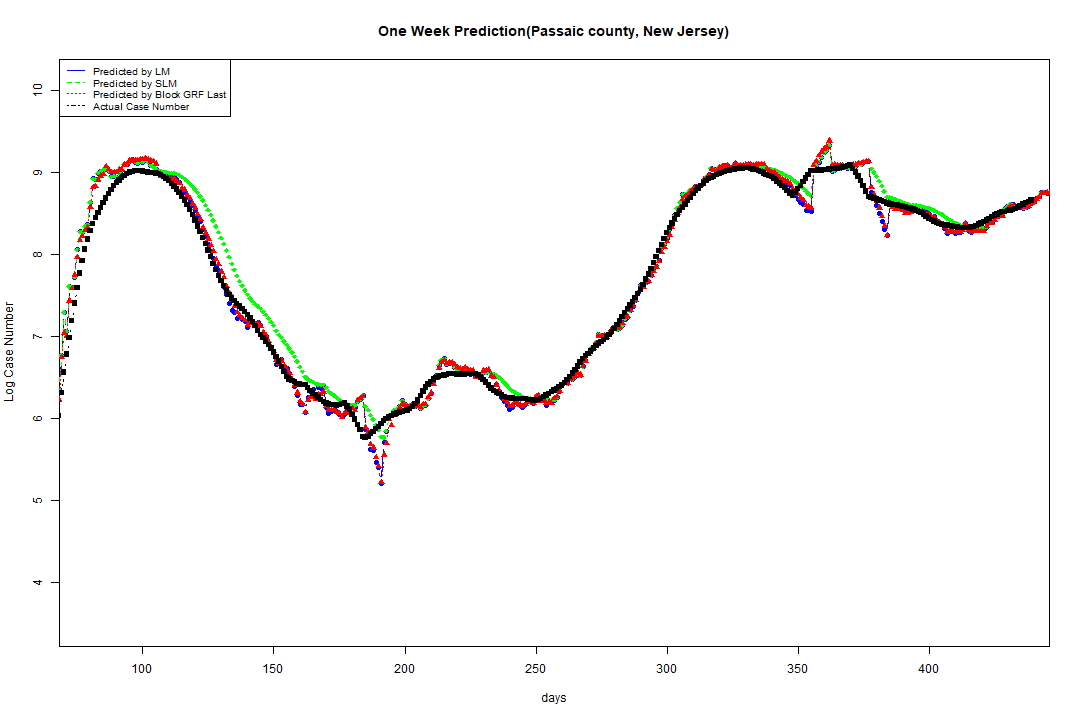 One Week Prediction(Passaic county, New Jersey)
Predicted by LM
Predicted by SLM
Predicted by Block GRF Last
Actual Case Number
10
9
8
7
6
5
4
Log Case Number
100 150 200 250 300 350 400
days